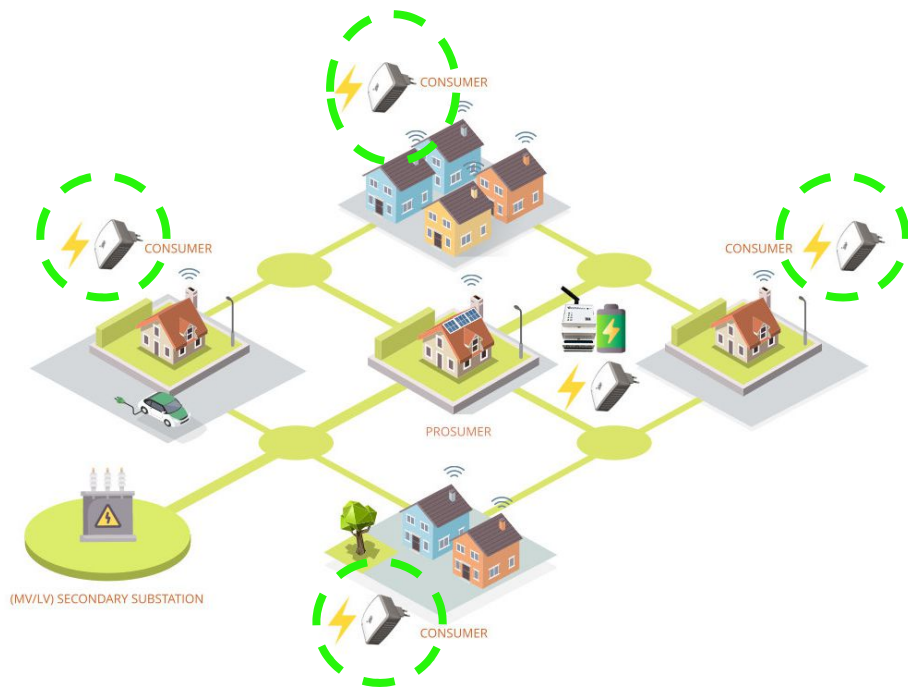 CONSUMER
CONSUMER
CONSUMER
PROSUMER
(MV/LV) SECONDARY SUBSTATION
CONSUMER